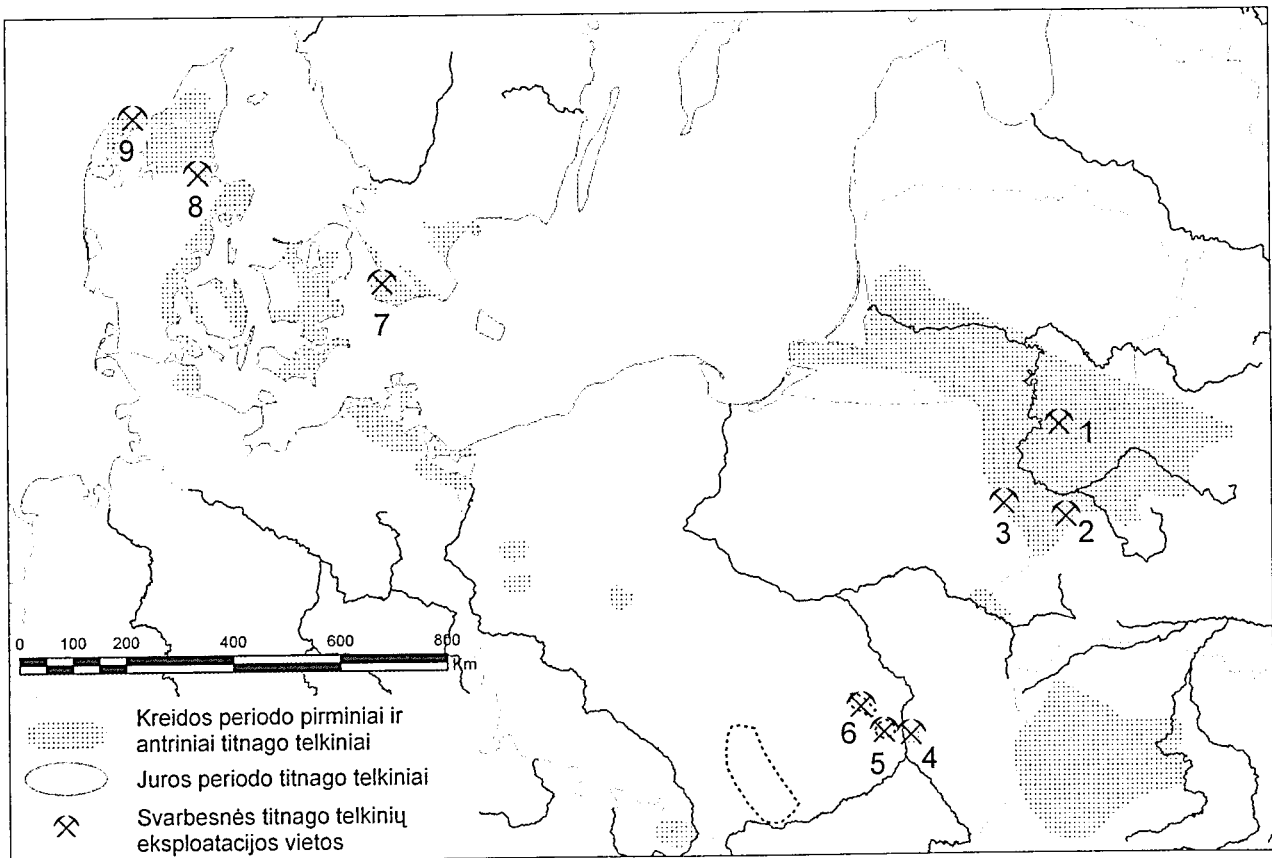 9
8
7
1
3
2
6
5
4
0 100 200 400 600 800
Km
Kreidos periodo pirminiai ir
antriniai titnago telkiniai
Juros periodo titnago telkiniai
Svarbesnės titnago telkinių
eksploatacijos vietos